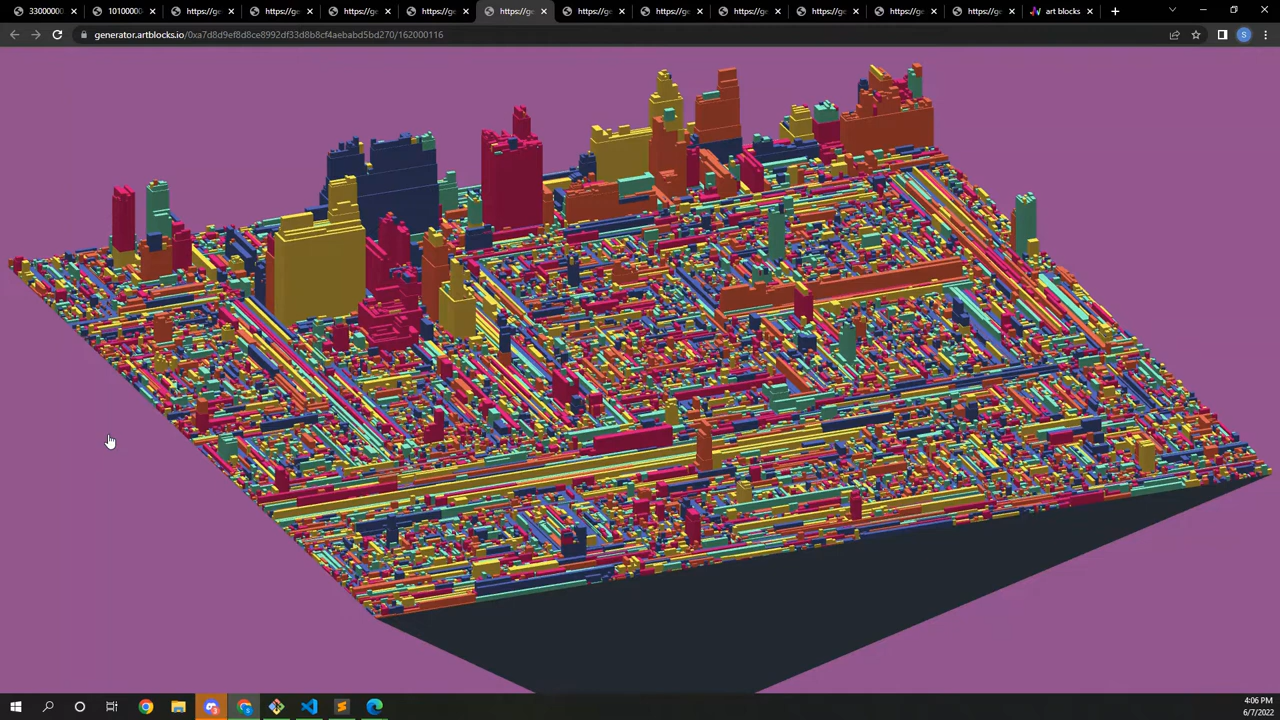 33000000
10100000
https://ge
https://ge
https://ge
https://ge
https://ge
https://ge
https://ge
https://ge
https://ge
https://ge
https://ge
art blocks
generator.artblocks.io/0xa7d8d9ef8d8ce8992df33d8b8cf4aebabd5bd270/162000116
S
3
S
4:06 PM
6/7/2022